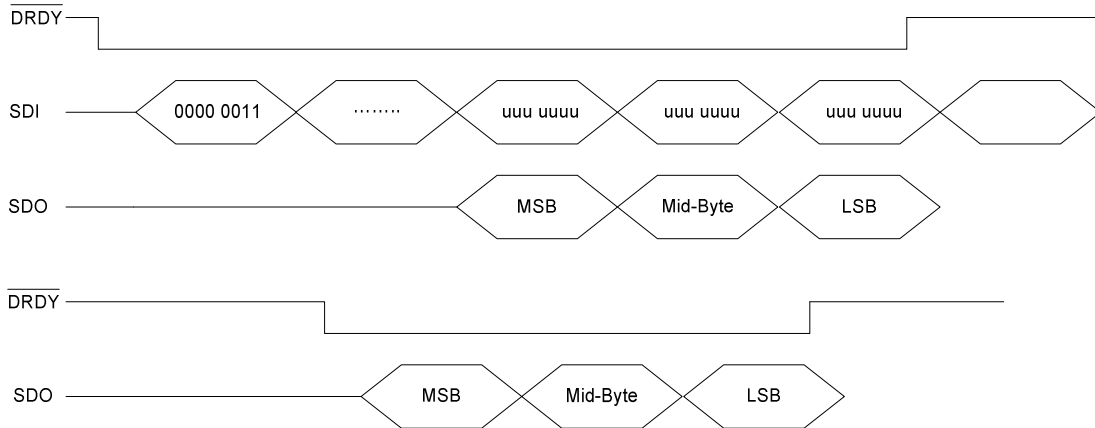 DRDY
SDI 0000 0011 ........ uuu uuuu uuu uuuu uuu uuuu
SDO MSB Mid-Byte LSB
DRDY
SDO MSB Mid-Byte LSB